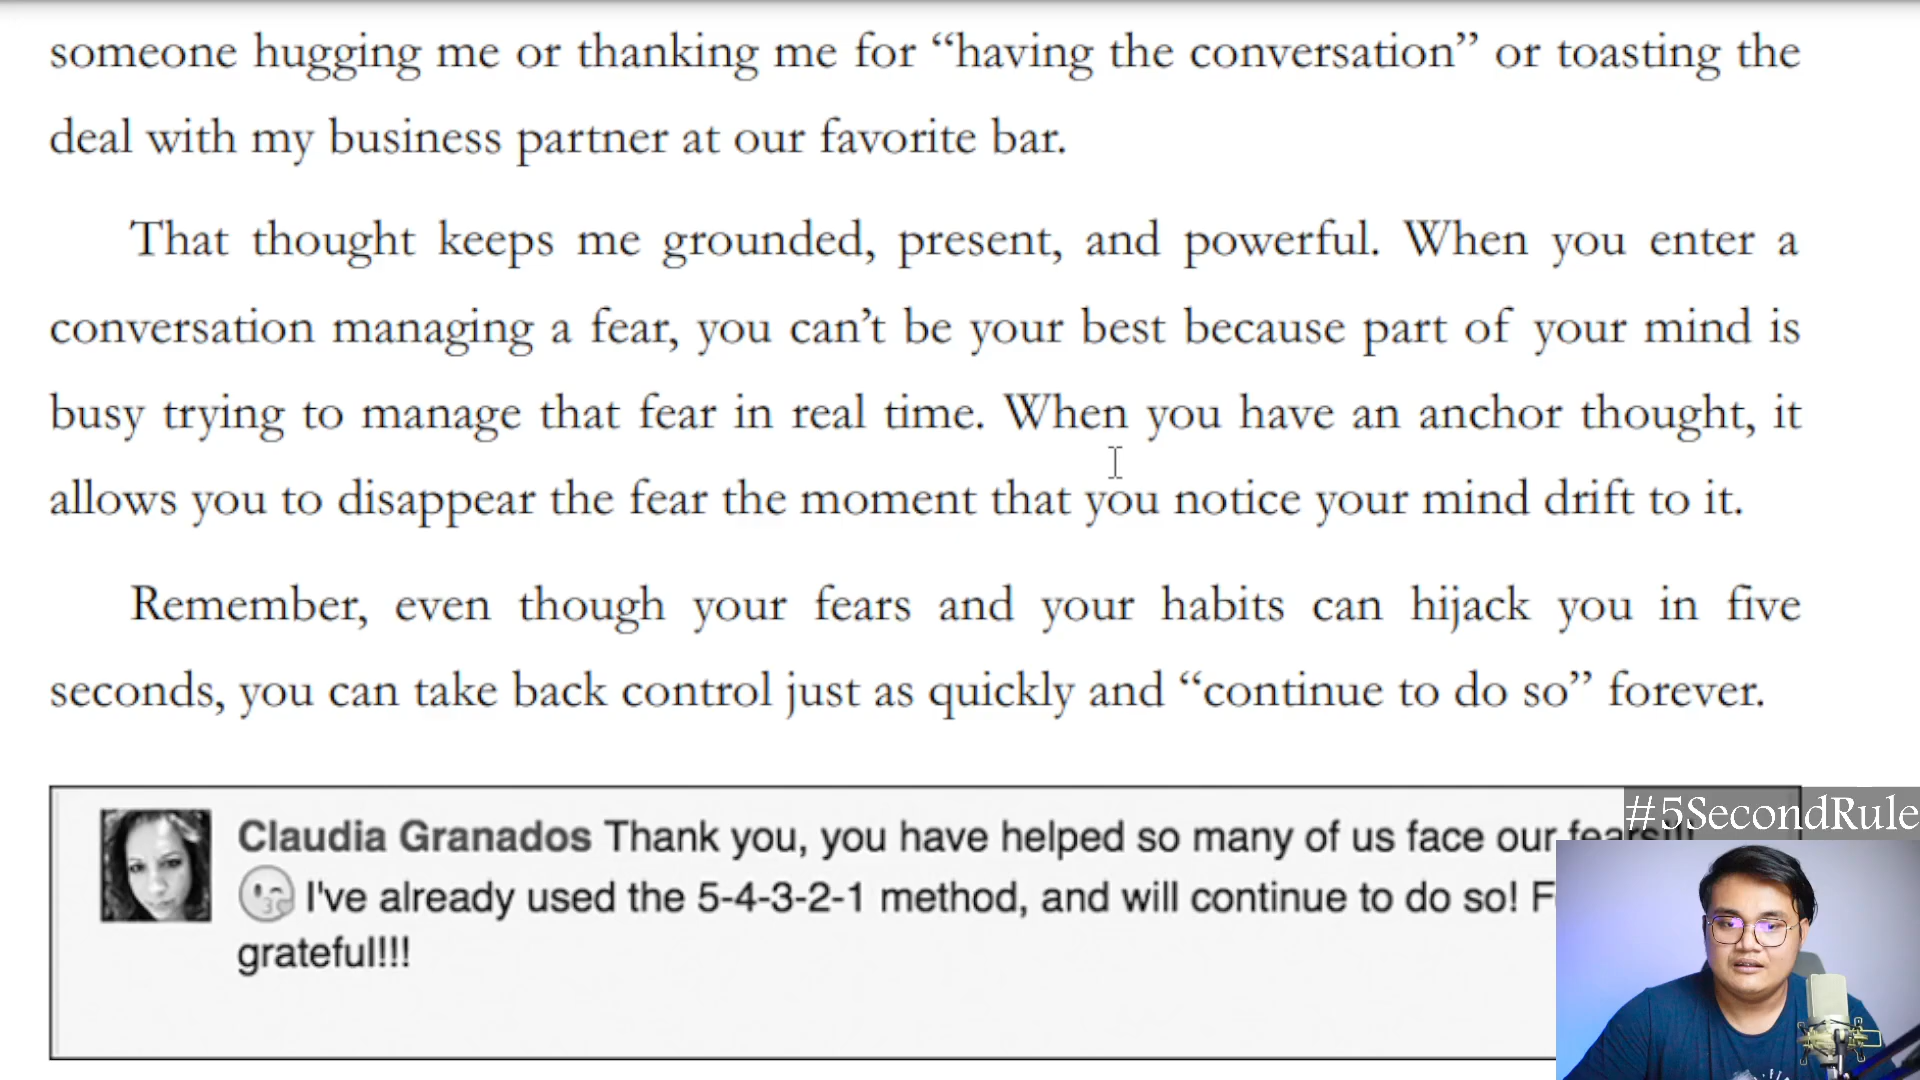 someone hugging me or thanking me for “having the conversation” or toasting the
deal with my business partner at our favorite bar.
That thought keeps me grounded, present, and powerful. When you enter a
conversation managing a fear, you can’t be your best because part of your mind is
busy trying to manage that fear in real time. When you have an anchor thought, it
allows you to disappear the fear the moment that you notice your mind drift to it.
Remember, even though your fears and your habits can hijack you in five
seconds, you can take back control just as quickly and “continue to do so” forever.
#5SecondRule
Claudia Granados Thank you, you have helped so many of us face our fears!!!
I've already used the 5-4-3-2-1 method, and will continue to do so!
grateful!!!